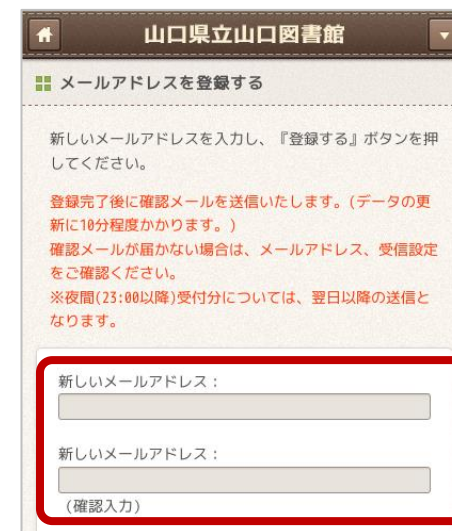 山口県立山口図書館
メールアドレスを登録する
新しいメールアドレスを入力し、『登録する』ボタンを押
してください。
登録完了後に確認メールを送信いたします。(データの更
新に10分程度かかります。)
確認メールが届かない場合は、メールアドレス、受信設定
をご確認ください。
※夜間(23:00以降)受付分については、翌日以降の送信と
なります。
新しいメールアドレス：
新しいメールアドレス：
(確認入力)